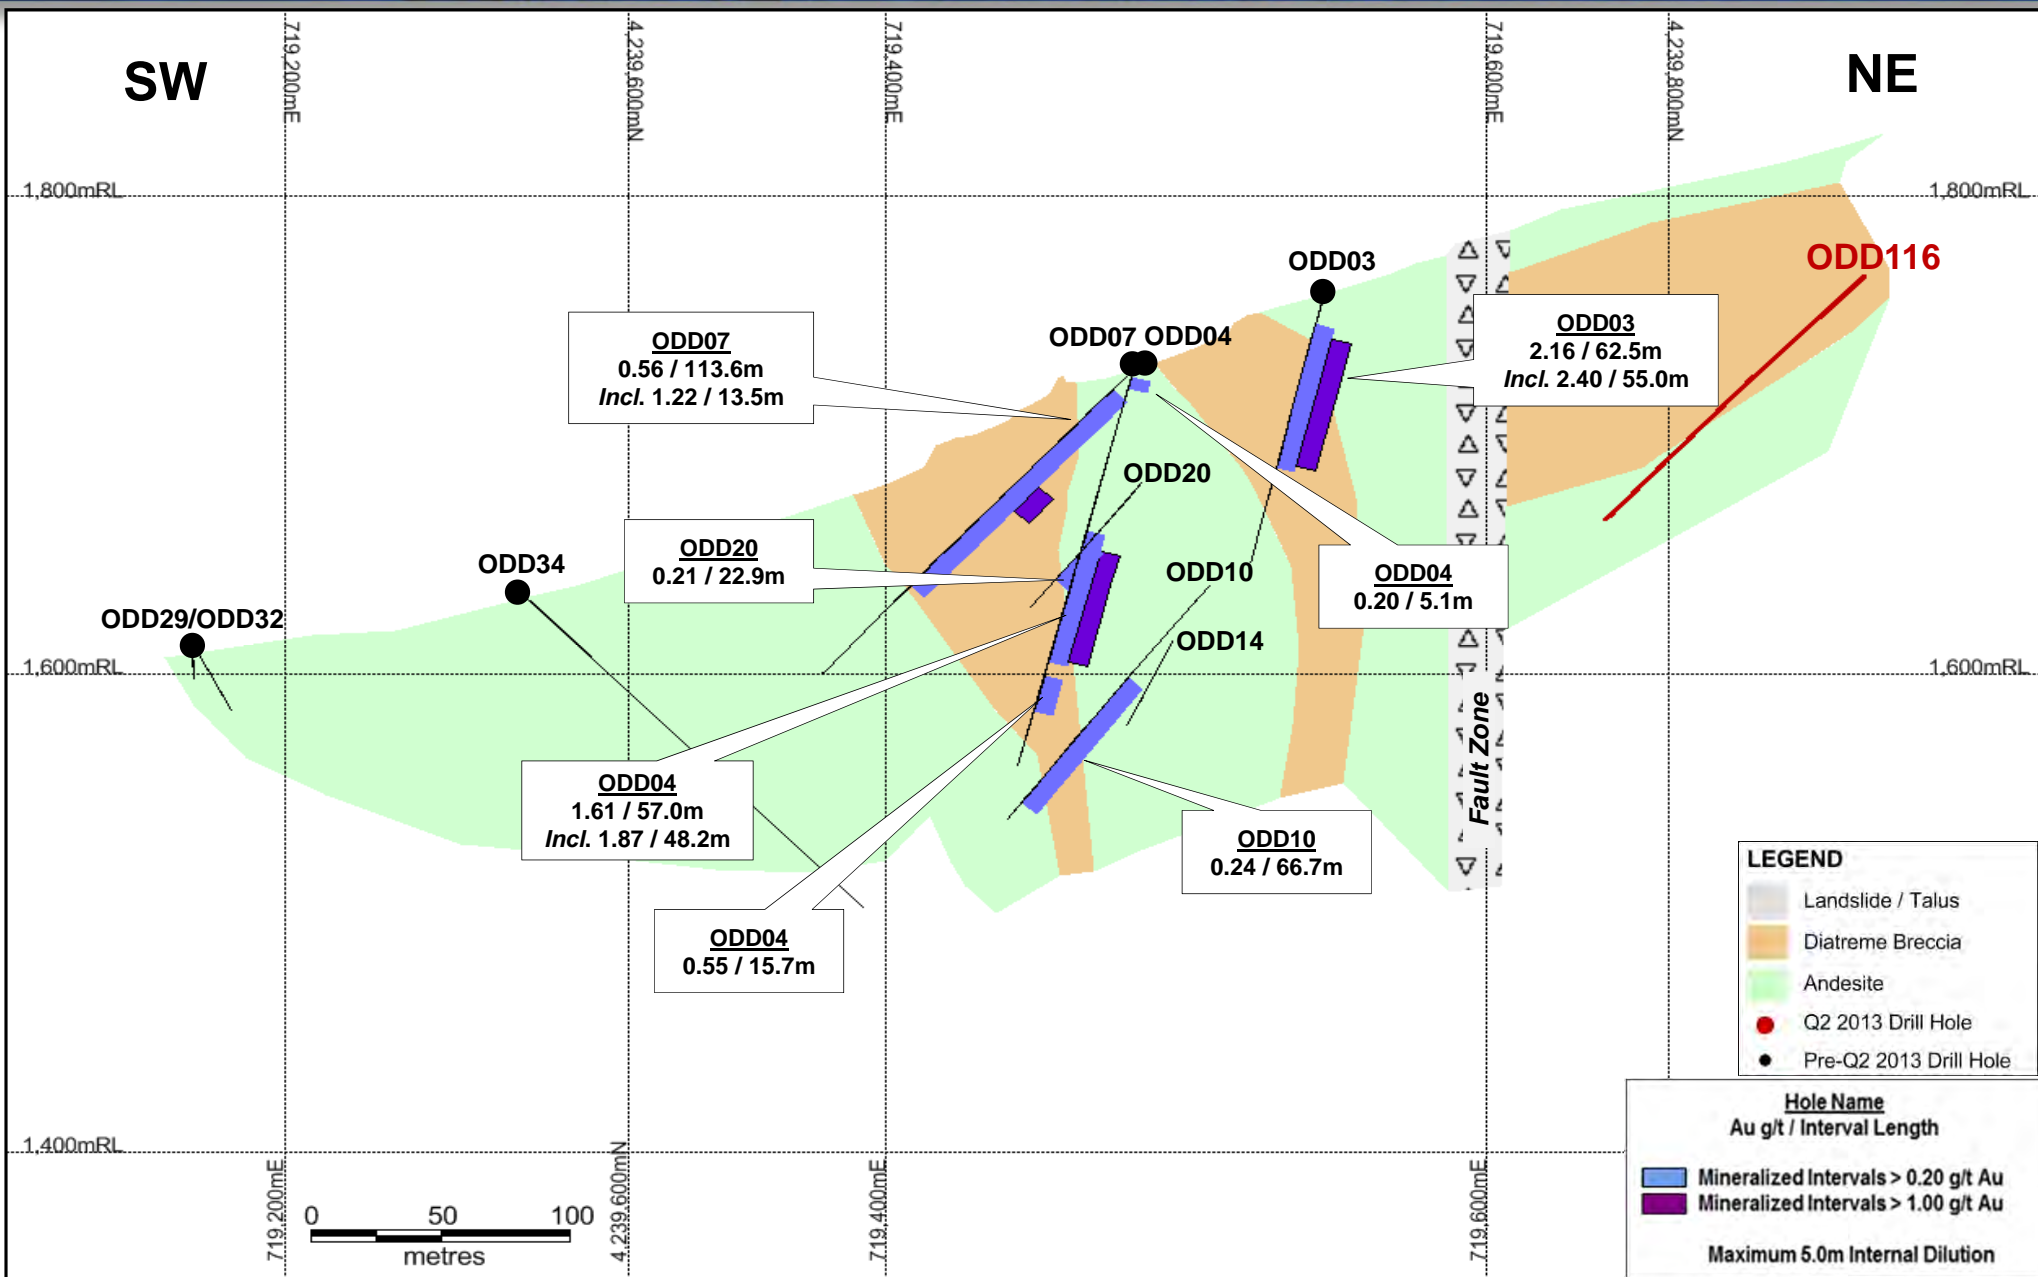 719,200mE
4,239,600mN
719,400mE
719,600mE
4,239,800mN
SW
NE
1,800mRL
1,800mRL
ODD03
ODD116
ODD07
0.56 / 113.6m
Incl. 1.22 / 13.5m
ODD07 ODD04
ODD03
2.16 / 62.5m
Incl. 2.40 / 55.0m
ODD20
ODD20
0.21 / 22.9m
ODD34
ODD10
ODD04
0.20 / 5.1m
ODD29/ODD32
ODD14
1,600mRL
1,600mRL
Fault Zone
ODD04
1.61 / 57.0m
Incl. 1.87 / 48.2m
ODD10
0.24 / 66.7m
ODD04
0.55 / 15.7m
LEGEND
Landslide / Talus
Diatreme Breccia
Andesite
Q2 2013 Drill Hole
Pre-Q2 2013 Drill Hole
Hole Name
Au g/t / Interval Length
Mineralized Intervals > 0.20 g/t Au
Mineralized Intervals > 1.00 g/t Au
Maximum 5.0m Internal Dilution
1,400mRL
719,200mE
4,239,600mN
719,400mE
719,600mE
0 50 100
metres